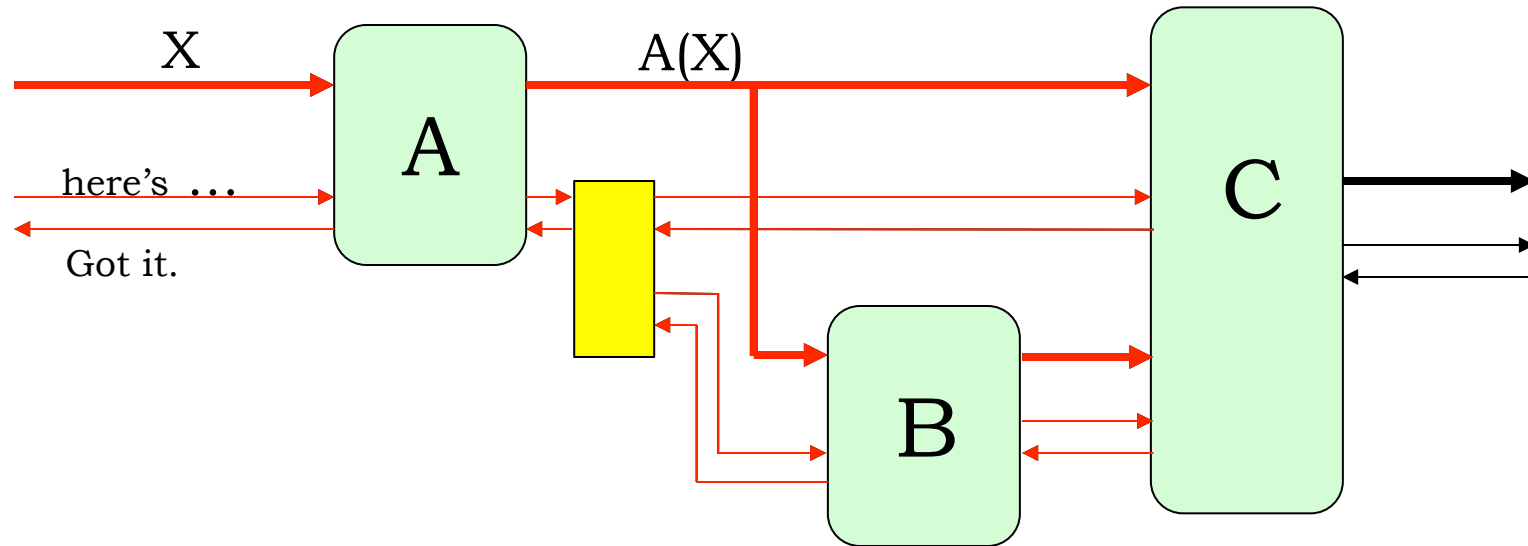 X
A(X)
A
here’s …
C
Got it.
B